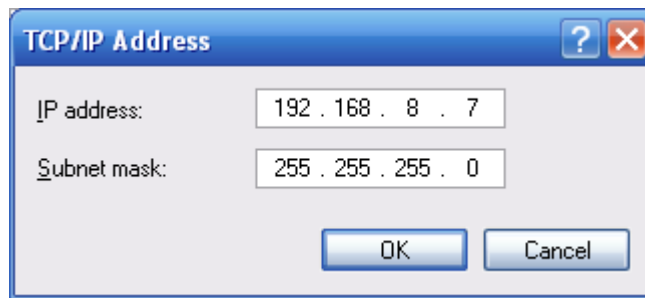 TCP/IP Address
?
IP address: 192 . 168 . 8 . 7
Subnet mask: 255 . 255 . 255 . 0
OK Cancel